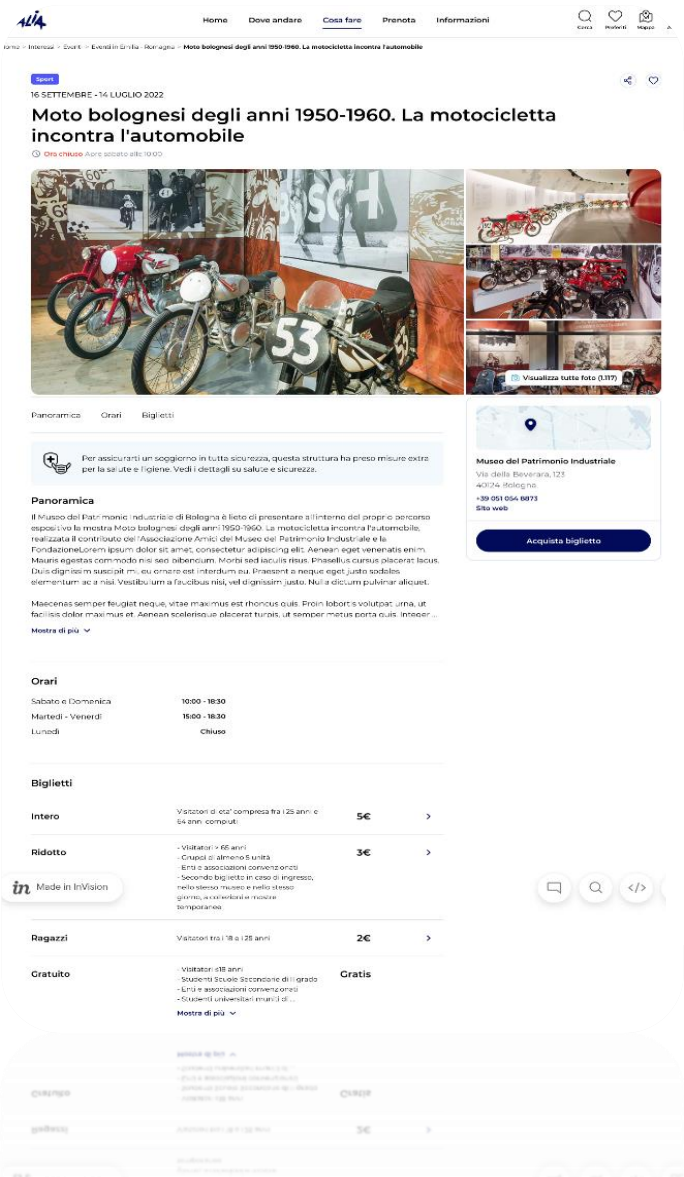 Home Dove andare Cosa fare Prenota Informazioni
Cerca Preferiti Mappa
Home > Interessi > Eventi > Eventi in Emilia - Romagna > Moto bolognesi degli anni 1950-1960. La motocicletta incontra l'automobile
Sport
16 SETTEMBRE - 14 LUGLIO 2022
Moto bolognesi degli anni 1950-1960. La motocicletta
incontra l'automobile
Ora chiuso Apre sabato alle 10:00
53
Visualizza tutte foto (1.117)
Panoramica Orari Biglietti
Per assicurarti un soggiorno in tutta sicurezza, questa struttura ha preso misure extra
per la salute e l'igiene. Vedi i dettagli su salute e sicurezza.
Museo del Patrimonio Industriale
Via della Beverara, 123
40124 Bologna
+39 051 054 6873
Sito web
Acquista biglietto
Panoramica
Il Museo del Patrimonio Industriale di Bologna è lieto di presentare all'interno del proprio percorso
espositivo la mostra Moto bolognesi degli anni 1950-1960. La motocicletta incontra l'automobile,
realizzata il contributo dell'Associazione Amici del Museo del Patrimonio Industriale e la
FondazioneLorem ipsum dolor sit amet, consectetur adipiscing elit. Aenean eget venenatis enim.
Mauris egestas commodo nisi sed bibendum. Morbi sed iaculis risus. Phasellus cursus placerat lacus.
Duis dignissim suscipit mi, eu ornare est interdum eu. Praesent a neque eget justo sodales
elementum ac a nisi. Vestibulum a faucibus nisi, vel dignissim justo. Nulla dictum pulvinar aliquet.
Maecenas semper feugiat neque, vitae maximus est rhoncus quis. Proin lobortis volutpat urna, ut
facilisis dolor maximus et. Aenean scelerisque placerat turpis, ut semper metus porta quis. Integer ...
Mostra di più
Orari
Sabato e Domenica 10:00 - 18:30
Martedì - Venerdì 15:00 - 18:30
Lunedì Chiuso
Biglietti
Intero
Visitatori di eta' compresa fra i 25 anni e
64 anni compiuti
5€
Ridotto
- Visitatori > 65 anni
- Gruppi di almeno 5 unità
- Enti e associazioni convenzionati
- Secondo biglietto in caso di ingresso,
nello stesso museo e nello stesso
giorno, a collezioni e mostre
temporanee
3€
in Made in InVision
Ragazzi
Visitatori tra i 18 e i 25 anni
2€
Gratuito
- Visitatori ≤18 anni
- Studenti Scuole Secondarie di II grado
- Enti e associazioni convenzionati
- Studenti universitari muniti di ...
Gratis
Mostra di più